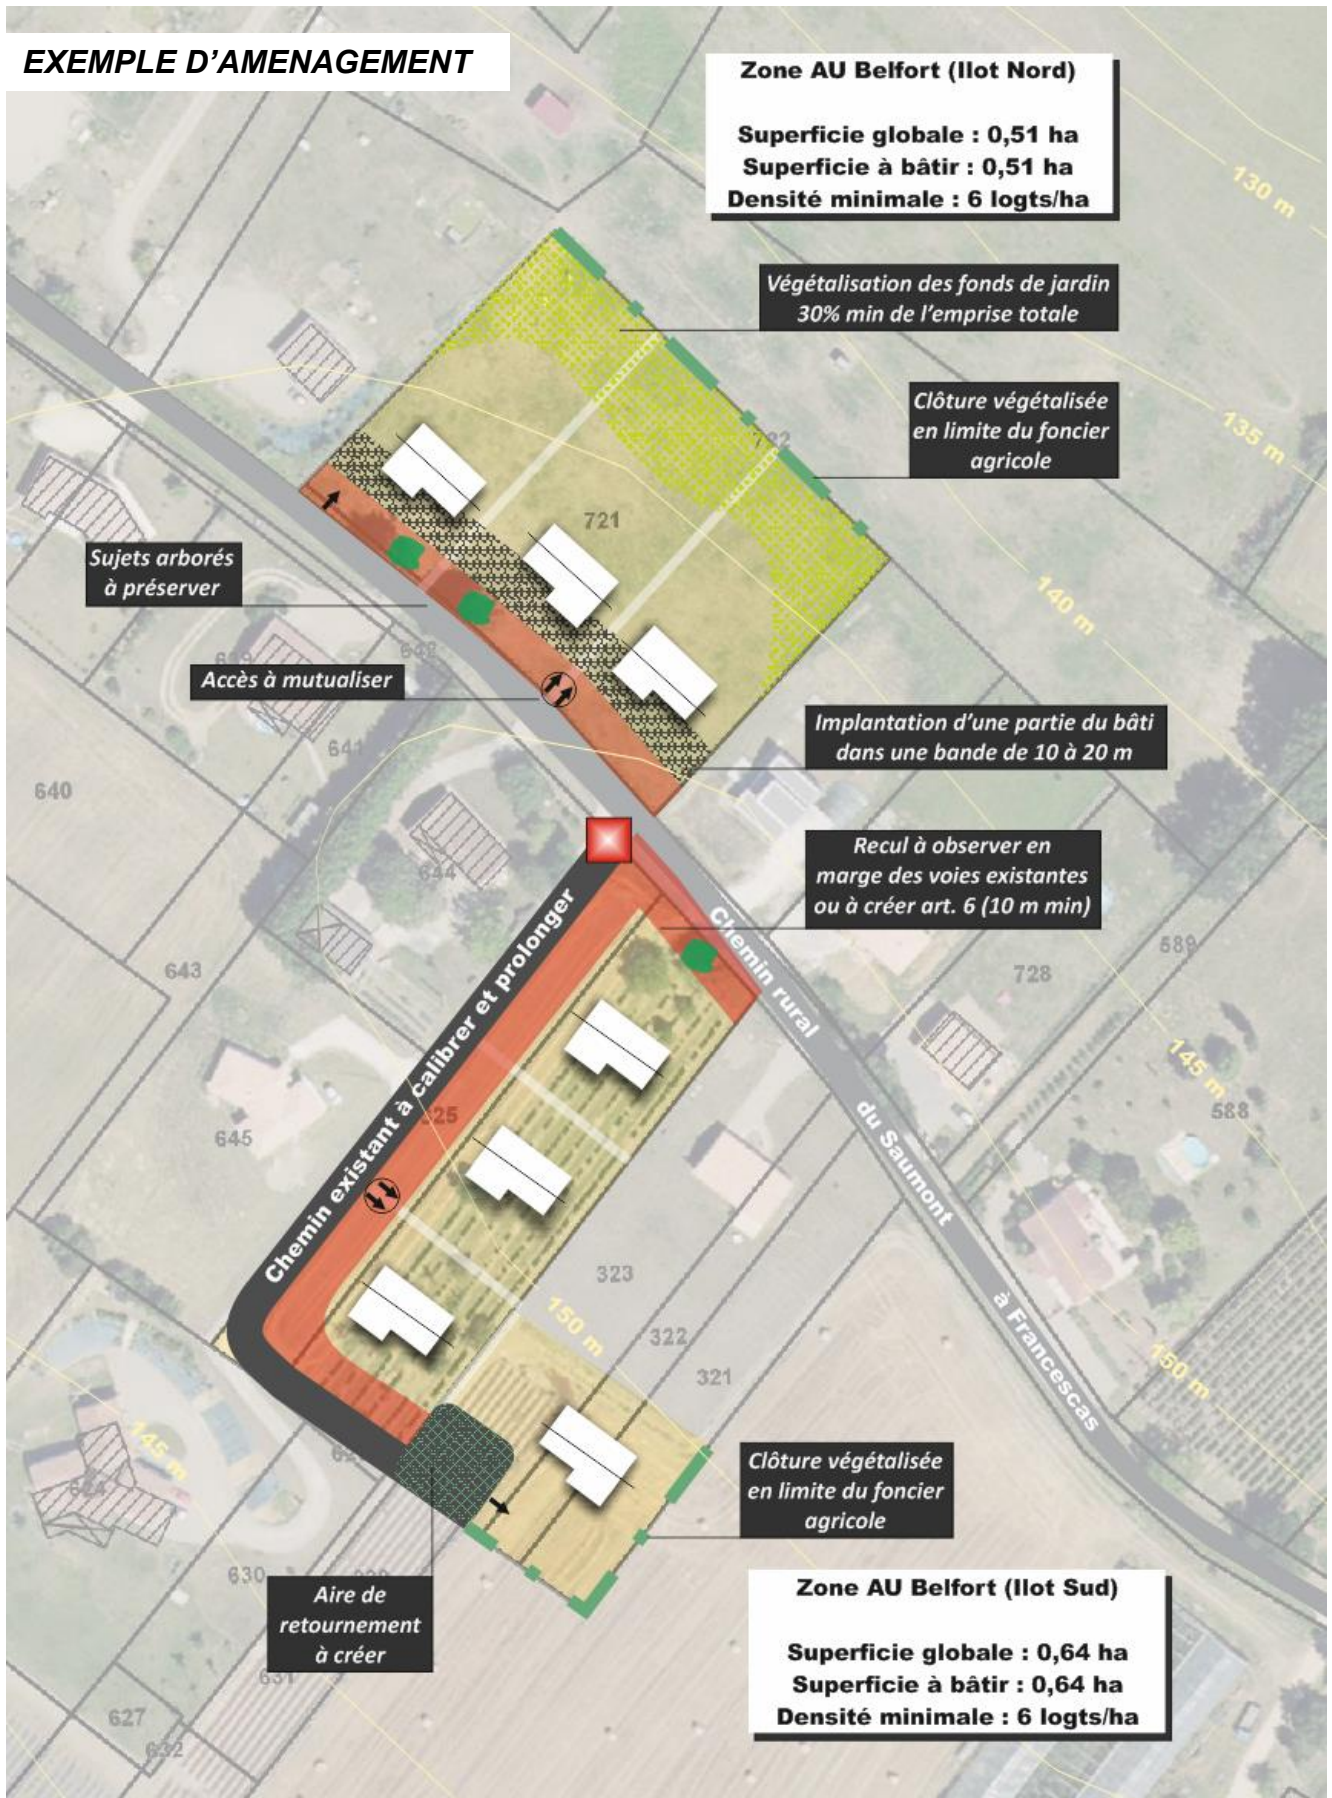 EXEMPLE D’AMENAGEMENT
Zone AU Belfort (Ilot Nord)
Superficie globale : 0,51 ha
Superficie à bâtir : 0,51 ha
Densité minimale : 6 logts/ha
130 m
Végétalisation des fonds de jardin
30% min de l'emprise totale
Clôture végétalisée
en limite du foncier
agricole
135 m
722
721
Sujets arborés
à préserver
140 m
642
Accès à mutualiser
641
Implantation d'une partie du bâti
dans une bande de 10 à 20 m
640
644
Recul à observer en
marge des voies existantes
ou à créer art. 6 (10 m min)
643
589
728
Chemin rural
du Saumont
à Francescas
Chemin existant à calibrer et prolonger
145 m
588
645
323
150 m
322
321
150 m
145 m
624
Clôture végétalisée
en limite du foncier
agricole
630
Aire de
retournement
à créer
631
627
632
Zone AU Belfort (Ilot Sud)
Superficie globale : 0,64 ha
Superficie à bâtir : 0,64 ha
Densité minimale : 6 logts/ha